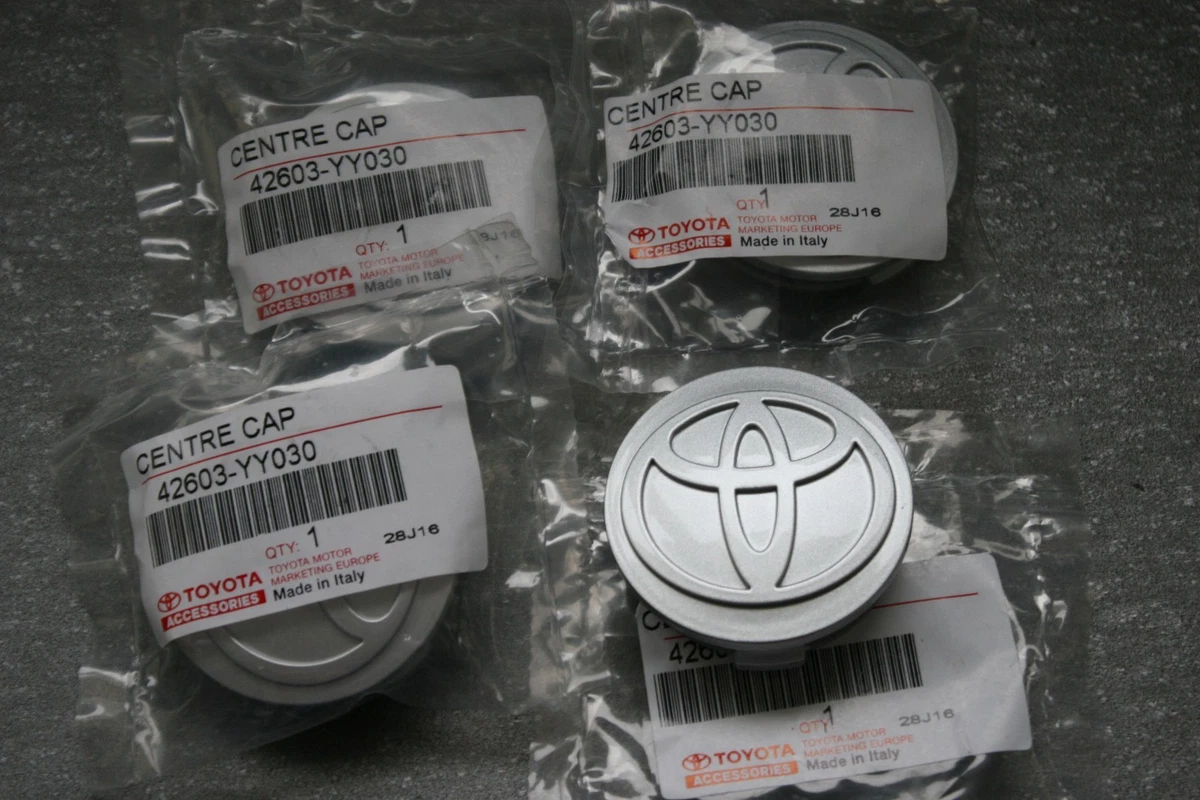 CENTRE CAP
42603-YY030
QTY: 1
TOYOTA
ACCESSORIES
TOYOTA MOTOR
MARKETING EUROPE
Made in Italy
9J16
CENTRE CAP
42603-YY030
QTY 1
28J16
TOYOTA
ACCESSORIES
TOYOTA MOTOR
MARKETING EUROPE
Made in Italy
CENTRE CAP
42603-YY030
QTY: 1
28J16
TOYOTA
ACCESSORIES
TOYOTA MOTOR
MARKETING EUROPE
Made in Italy
QTY 1
28J16
TOYOTA
ACCESSORIES
TOYOTA MOTOR
MARKETING EUROPE
Made in Italy